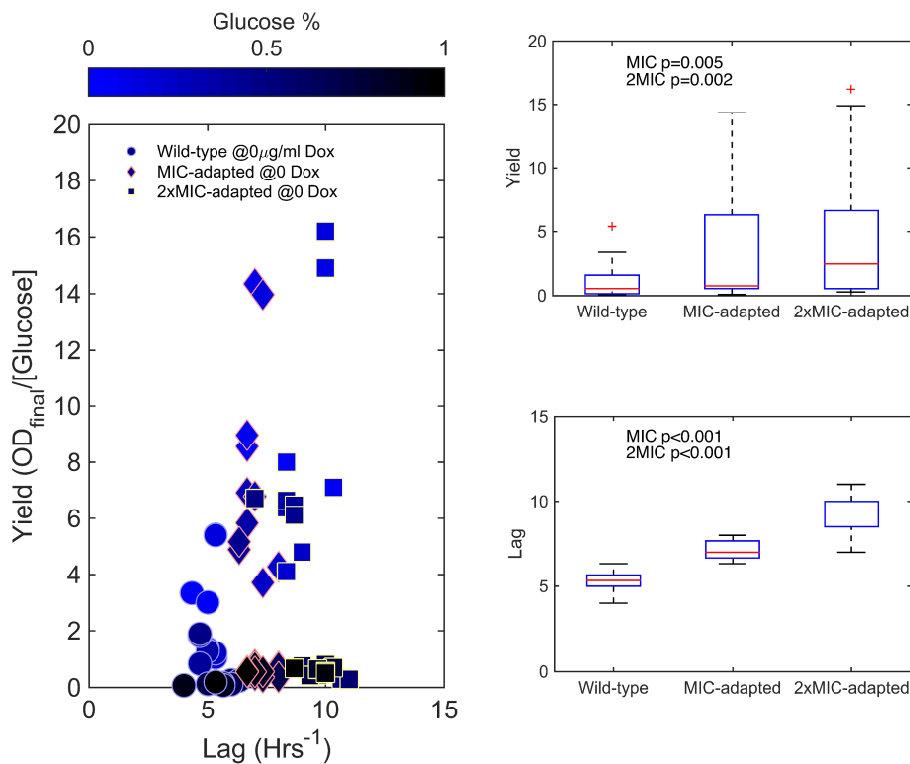 Glucose %
0 0.5 1
20
18
16
14
12
10
8
6
4
2
0
Yield (OD_final/[Glucose]
Wild-type @0μg/ml Dox
MIC-adapted @0 Dox
2xMIC-adapted @0 Dox
0 5 10 15
Lag (Hrs⁻¹)
20
15
10
5
0
Yield
MIC p=0.005
2MIC p=0.002
Wild-type MIC-adapted 2xMIC-adapted
15
10
5
0
Lag
MIC p<0.001
2MIC p<0.001
Wild-type MIC-adapted 2xMIC-adapted